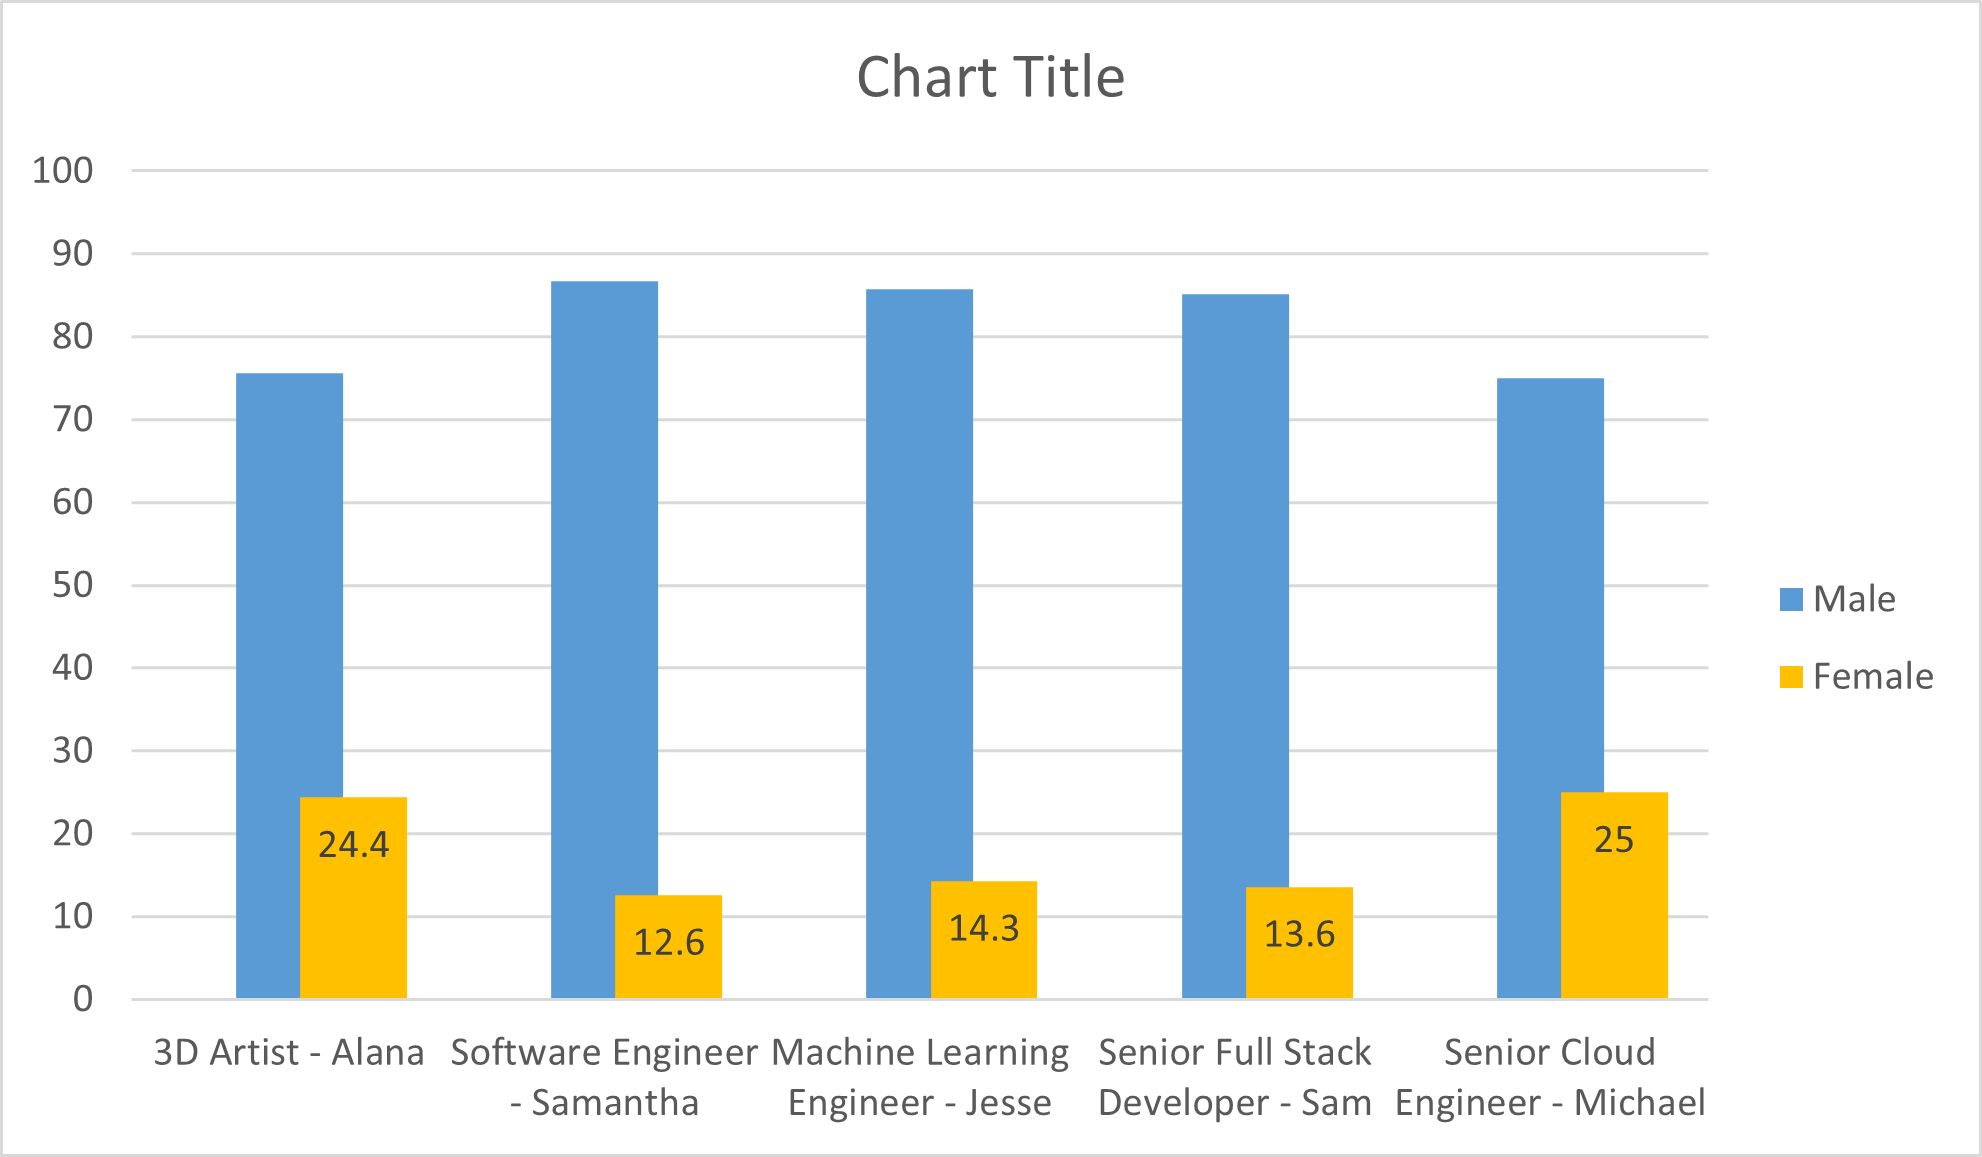 Chart Title
100
90
80
70
60
50
40
30
20
10
0
24.4
12.6
14.3
13.6
25
3D Artist - Alana
Software Engineer
- Samantha
Machine Learning
Engineer - Jesse
Senior Full Stack
Developer - Sam
Senior Cloud
Engineer - Michael
Male
Female